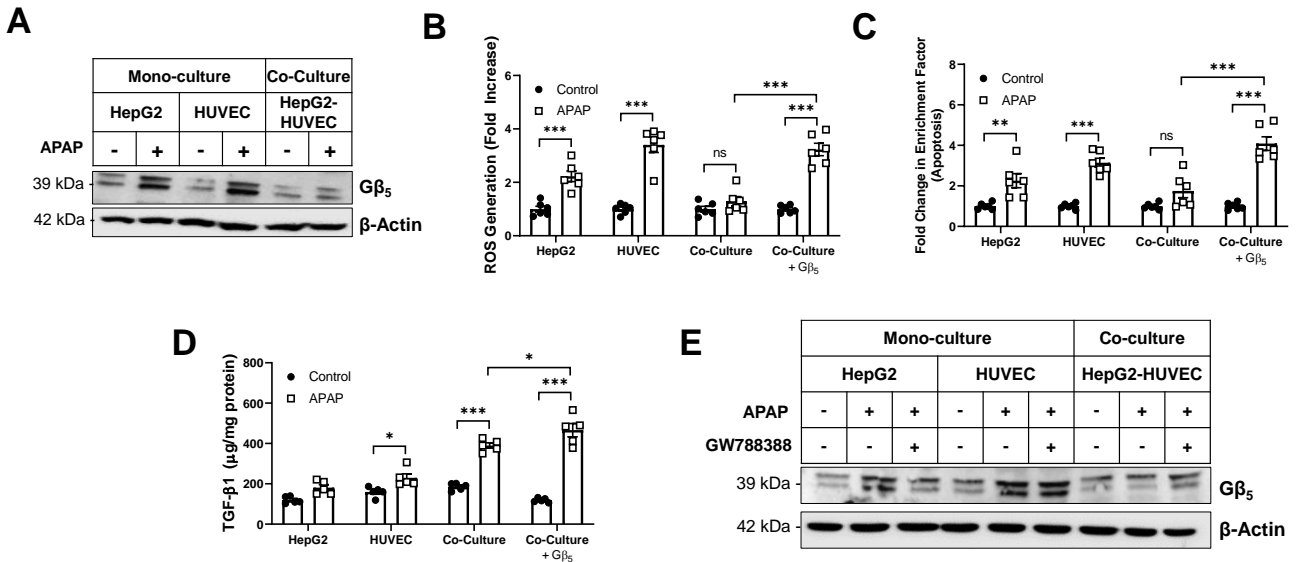 A
Mono-culture Co-Culture
HepG2 HUVEC HepG2-
HUVEC
APAP - + - + - +
39 kDa Gβ5
42 kDa β-Actin
B
ROS Generation (Fold Increase)
Control
APAP
6
4
2
0
*** *** ns *** ***
HepG2 HUVEC Co-Culture Co-Culture
+ Gβ5
C
Fold Change in Enrichment Factor
(Apoptosis)
Control
APAP
8
6
4
2
0
** *** ns *** ***
HepG2 HUVEC Co-Culture Co-Culture
+ Gβ5
D
TGF-β1 (µg/mg protein)
Control
APAP
800
600
400
200
0
* *** *** *
HepG2 HUVEC Co-Culture Co-Culture
+ Gβ5
E
Mono-culture Co-culture
HepG2 HUVEC HepG2-HUVEC
APAP - + + - + + - + +
GW788388 - - + - - + - - +
39 kDa Gβ5
42 kDa β-Actin